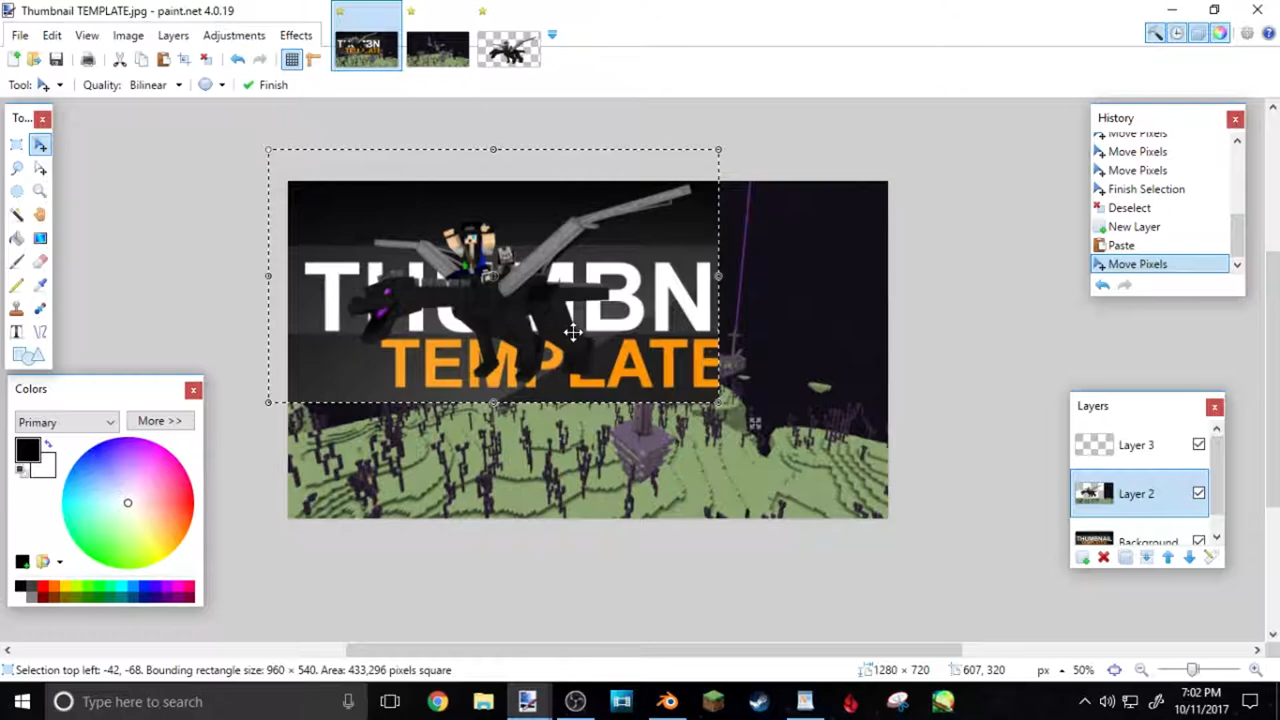 Thumbnail TEMPLATE.jpg - paint.net 4.0.19
File Edit View Image Layers Adjustments Effects
Tool: Quality: Bilinear Finish
To...
History
Move Pixels
Move Pixels
Move Pixels
Finish Selection
Deselect
New Layer
Paste
Move Pixels
THUMBN
TEMPLATE
Colors
Primary More >>
Layers
Layer 3
Layer 2
Background
Selection top left: -42, -68. Bounding rectangle size: 960 × 540. Area: 433,296 pixels square 1280 × 720 607, 320 px 50%
Type here to search
7:02 PM
10/11/2017